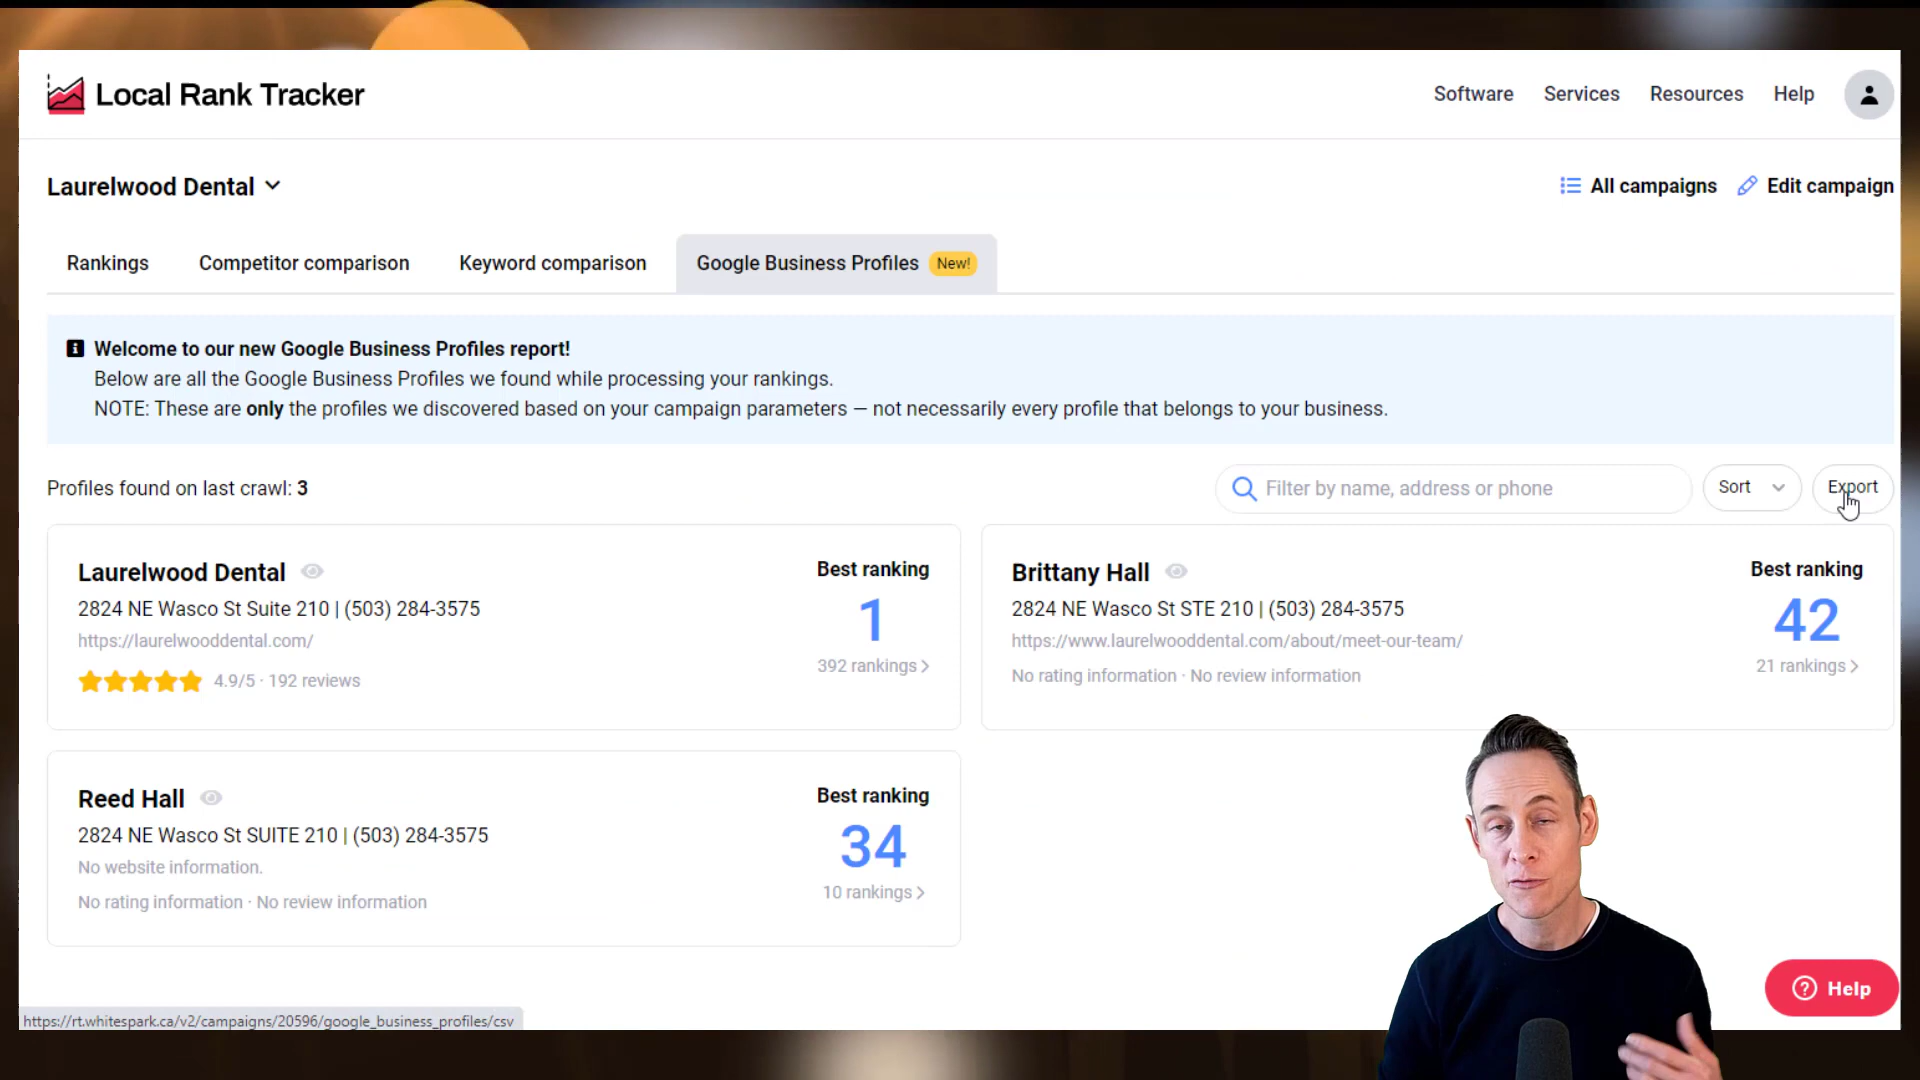 Local Rank Tracker
Software Services Resources Help
Laurelwood Dental
All campaigns Edit campaign
Rankings Competitor comparison Keyword comparison Google Business Profiles New!
Welcome to our new Google Business Profiles report!
Below are all the Google Business Profiles we found while processing your rankings.
NOTE: These are only the profiles we discovered based on your campaign parameters — not necessarily every profile that belongs to your business.
Profiles found on last crawl: 3
Filter by name, address or phone
Sort
Export
Laurelwood Dental
2824 NE Wasco St Suite 210 | (503) 284-3575
https://laurelwooddental.com/
4.9/5 · 192 reviews
Best ranking
1
392 rankings
Brittany Hall
2824 NE Wasco St STE 210 | (503) 284-3575
https://www.laurelwooddental.com/about/meet-our-team/
No rating information · No review information
Best ranking
42
21 rankings
Reed Hall
2824 NE Wasco St SUITE 210 | (503) 284-3575
No website information.
No rating information · No review information
Best ranking
34
10 rankings
Help
https://rt.whitespark.ca/v2/campaigns/20596/google_business_profiles/csv